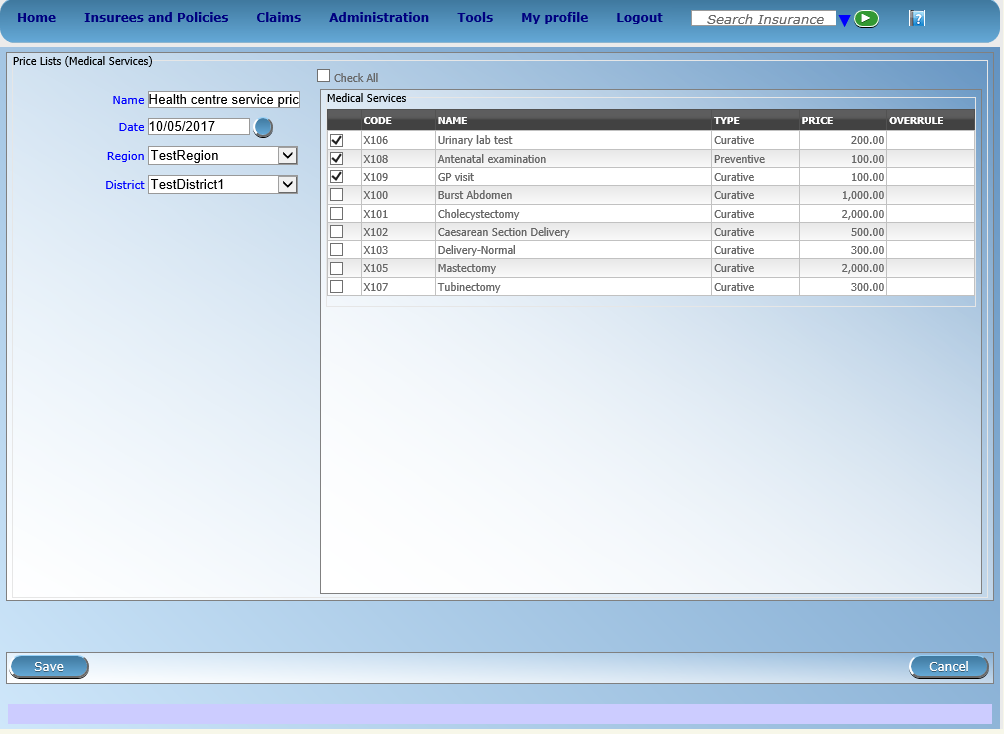 Home Insurees and Policies Claims Administration Tools My profile Logout Search Insurance ?
Price Lists (Medical Services)
Check All
Name Health centre service pric
Date 10/05/2017
Region TestRegion
District TestDistrict1
Medical Services
CODE NAME TYPE PRICE OVERRULE
X106 Urinary lab test Curative 200.00
X108 Antenatal examination Preventive 100.00
X109 GP visit Curative 100.00
X100 Burst Abdomen Curative 1,000.00
X101 Cholecystectomy Curative 2,000.00
X102 Caesarean Section Delivery Curative 500.00
X103 Delivery-Normal Curative 300.00
X105 Mastectomy Curative 2,000.00
X107 Tubinectomy Curative 300.00
Save Cancel